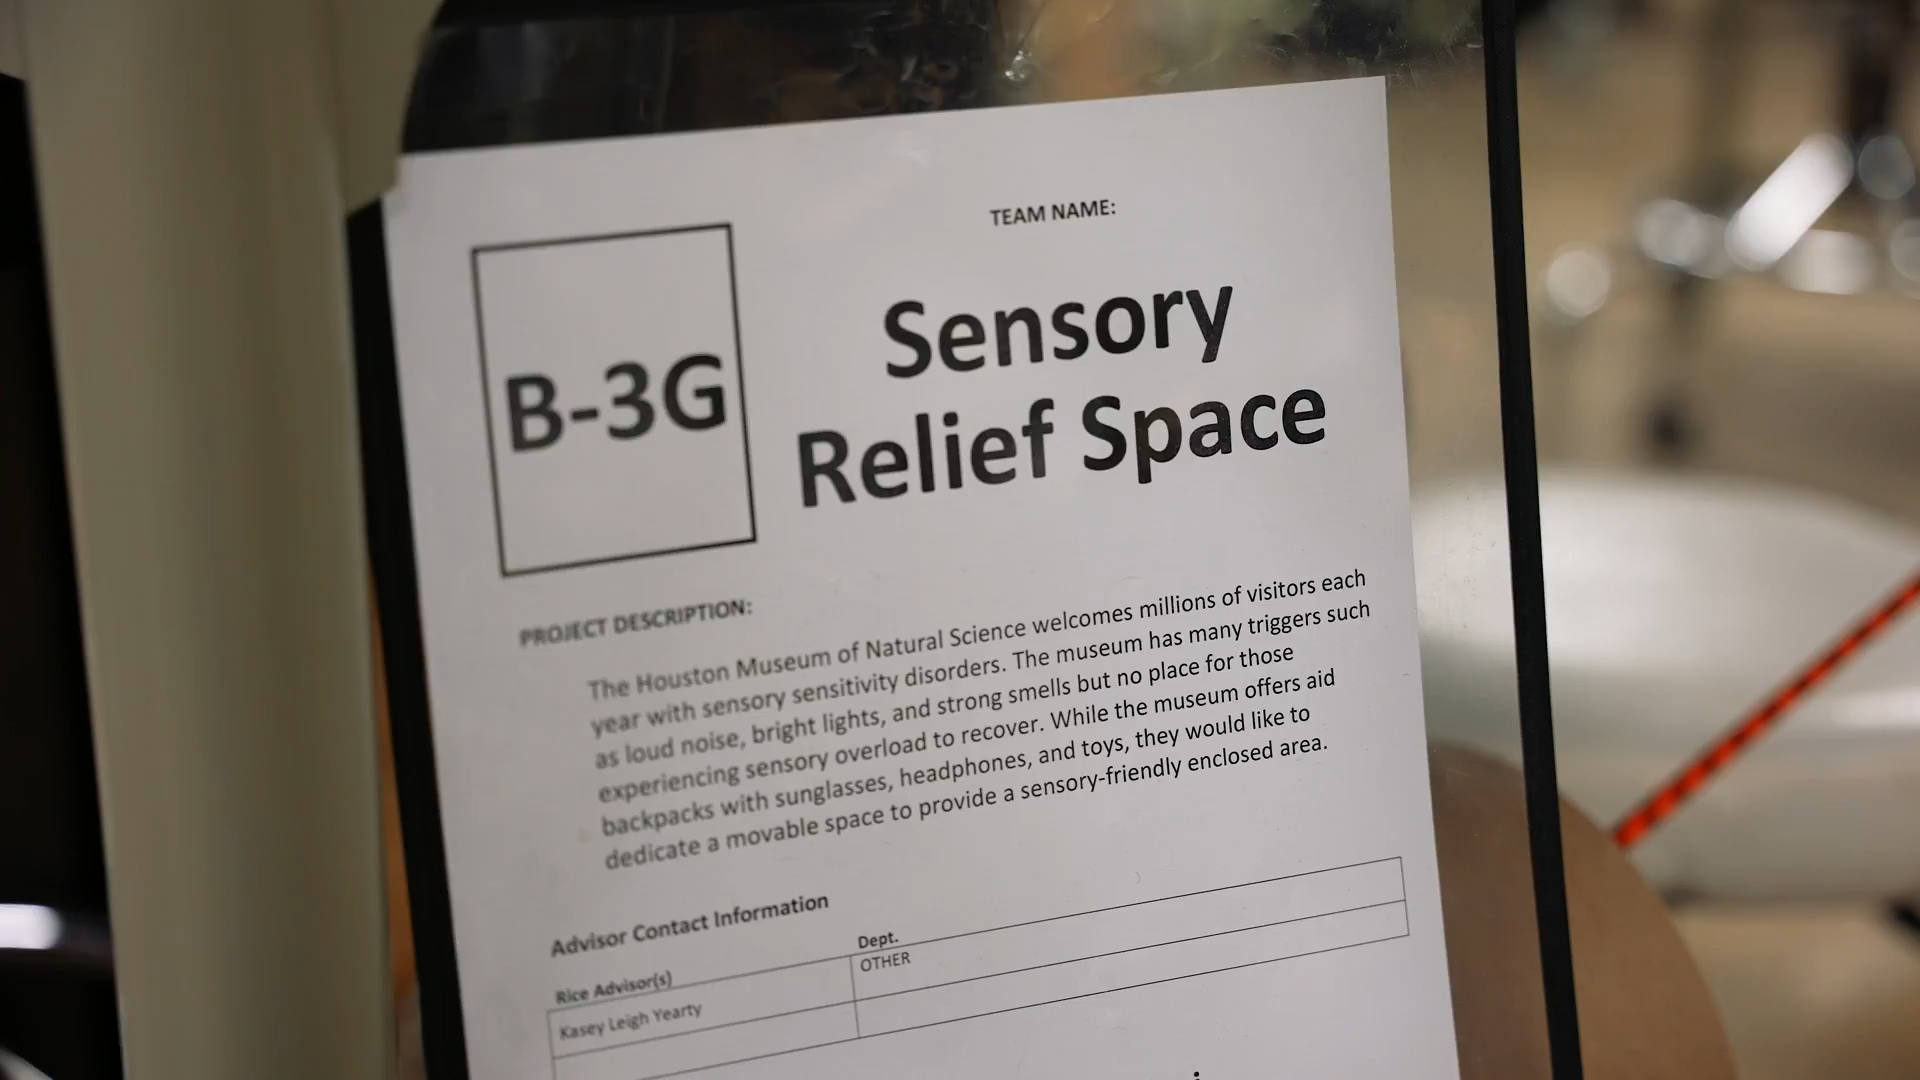 TEAM NAME:
B-3G
Sensory
Relief Space
PROJECT DESCRIPTION:
The Houston Museum of Natural Science welcomes millions of visitors each
year with sensory sensitivity disorders. The museum has many triggers such
as loud noise, bright lights, and strong smells but no place for those
experiencing sensory overload to recover. While the museum offers aid
backpacks with sunglasses, headphones, and toys, they would like to
dedicate a movable space to provide a sensory-friendly enclosed area.
Advisor Contact Information
Rice Advisor(s) Dept.
Kasey Leigh Yearty OTHER